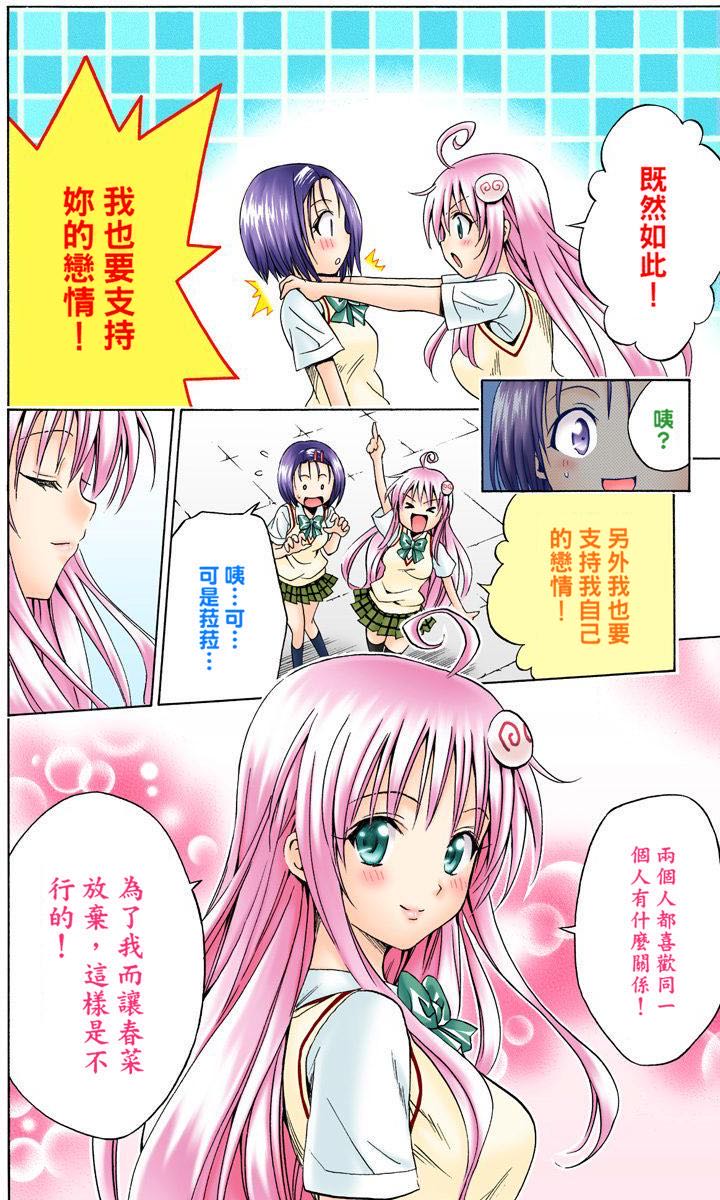 既然如此！
我也要支持
妳的戀情！
咦？
另外我也要
支持我自己
的戀情！
咦…可…
可是菈菈…
兩個人都喜歡同一
個人有什麼關係！
為了我而讓春菜
放棄，這樣是不
行的！